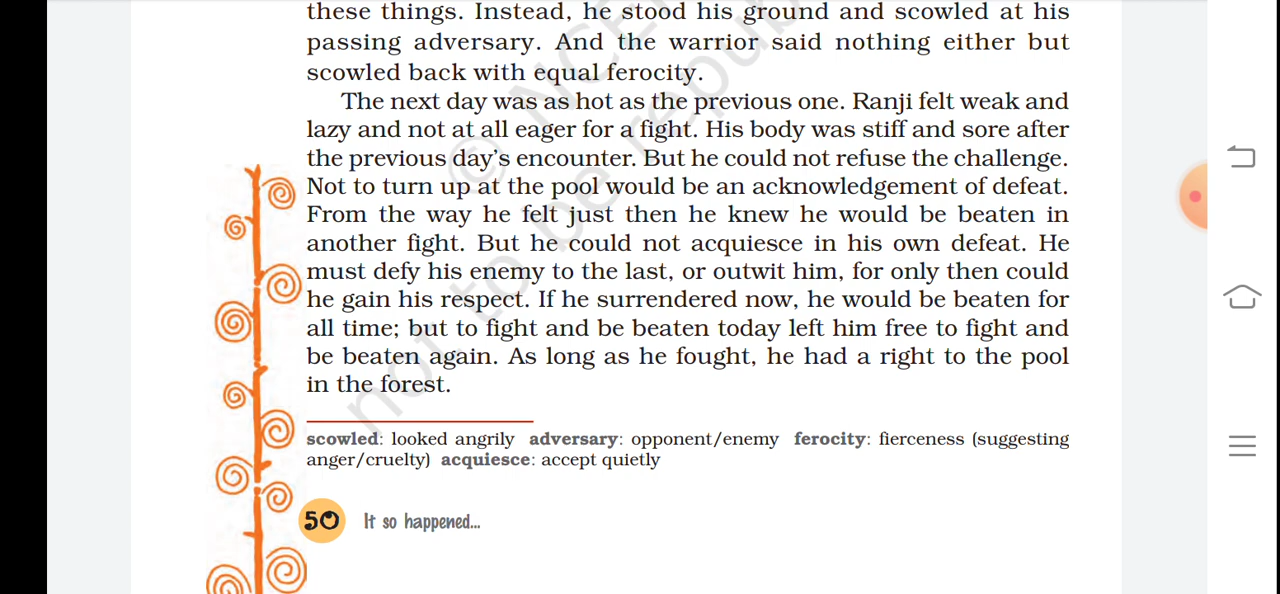 these things. Instead, he stood his ground and scowled at his
passing adversary. And the warrior said nothing either but
scowled back with equal ferocity.
The next day was as hot as the previous one. Ranji felt weak and
lazy and not at all eager for a fight. His body was stiff and sore after
the previous day's encounter. But he could not refuse the challenge.
Not to turn up at the pool would be an acknowledgement of defeat.
From the way he felt just then he knew he would be beaten in
another fight. But he could not acquiesce in his own defeat. He
must defy his enemy to the last, or outwit him, for only then could
he gain his respect. If he surrendered now, he would be beaten for
all time; but to fight and be beaten today left him free to fight and
be beaten again. As long as he fought, he had a right to the pool
in the forest.
scowled: looked angrily adversary: opponent/enemy ferocity: fierceness (suggesting
anger/cruelty) acquiesce: accept quietly
50 It so happened...
© NCE
not to be repub